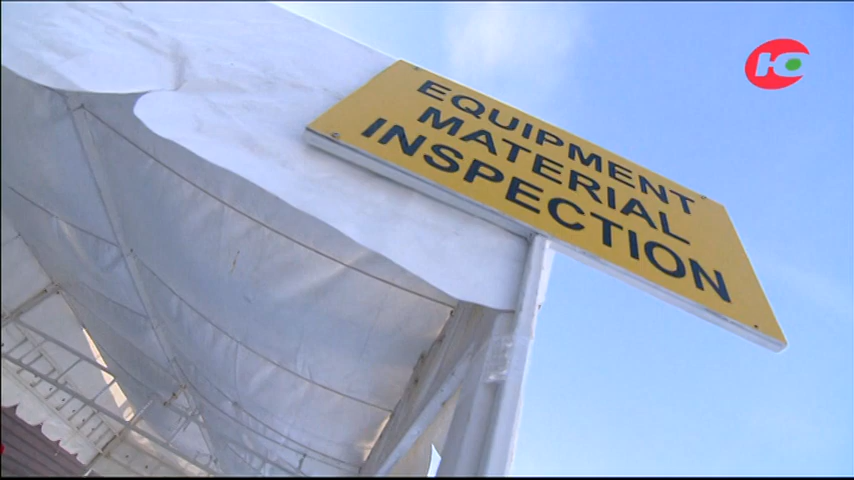 EQUIPMENT
MATERIAL
INSPECTION
Ю